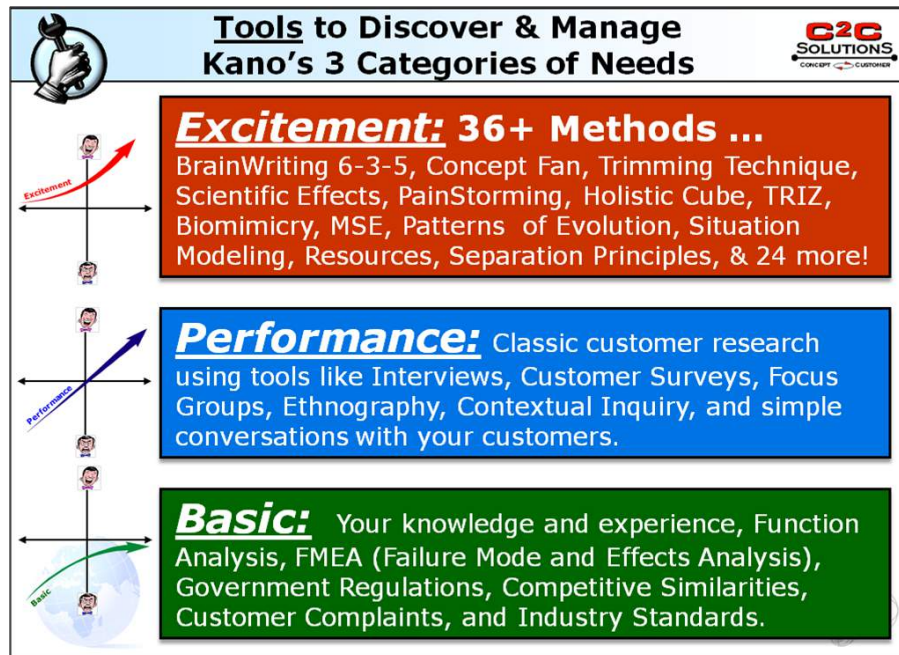 Tools to Discover & Manage
Kano's 3 Categories of Needs
C2C
SOLUTIONS
CONCEPT CUSTOMER
Excitement
Excitement: 36+ Methods ...
BrainWriting 6-3-5, Concept Fan, Trimming Technique,
Scientific Effects, PainStorming, Holistic Cube, TRIZ,
Biomimicry, MSE, Patterns of Evolution, Situation
Modeling, Resources, Separation Principles, & 24 more!
Performance
Performance: Classic customer research
using tools like Interviews, Customer Surveys, Focus
Groups, Ethnography, Contextual Inquiry, and simple
conversations with your customers.
Basic
Basic: Your knowledge and experience, Function
Analysis, FMEA (Failure Mode and Effects Analysis),
Government Regulations, Competitive Similarities,
Customer Complaints, and Industry Standards.